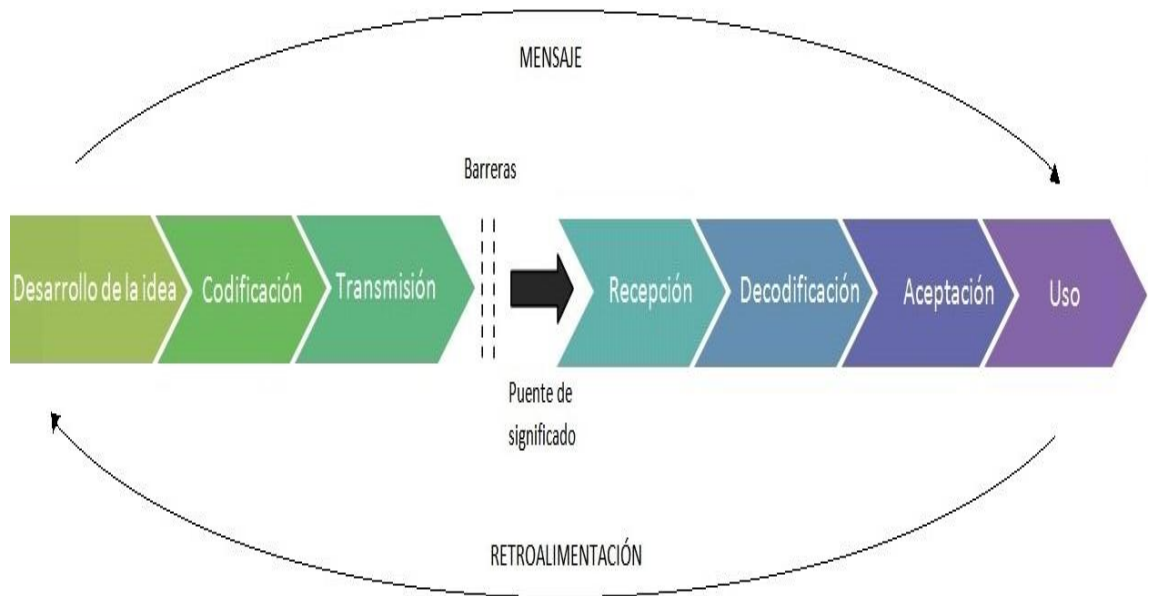 MENSAJE
Barreras
Desarrollo de la idea
Codificación
Transmisión
Recepción
Decodificación
Aceptación
Uso
Puente de
significado
RETROALIMENTACIÓN